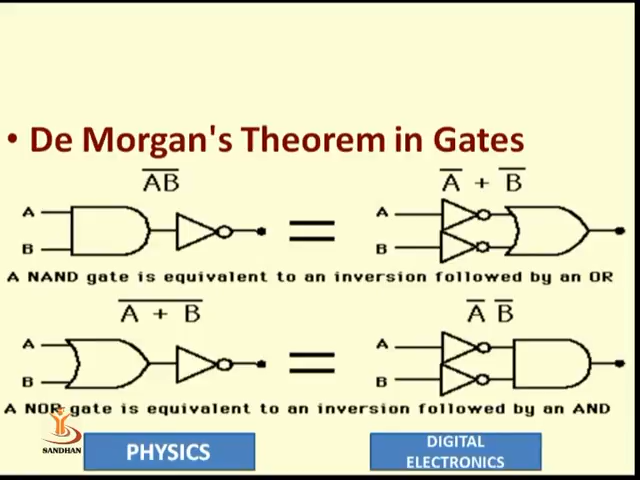 • De Morgan's Theorem in Gates
A̅B̅ A̅ + B̅
A A
B = B
A NAND gate is equivalent to an inversion followed by an OR
A̅ ̅+̅ ̅B̅ A̅ B̅
A A
B = B
A NOR gate is equivalent to an inversion followed by an AND
SANDHAN
PHYSICS
DIGITAL
ELECTRONICS